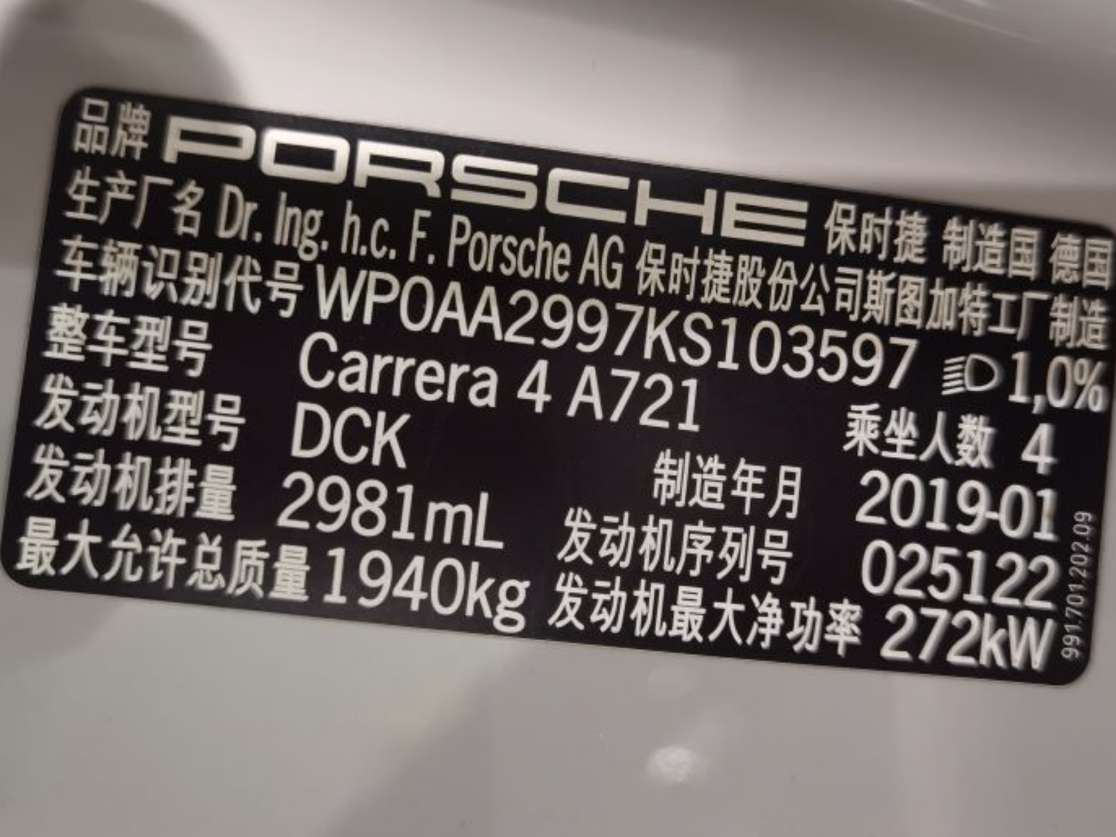 品牌 PORSCHE 保时捷 制造国 德国
生产厂名 Dr. Ing. h.c. F. Porsche AG 保时捷股份公司斯图加特工厂制造
车辆识别代号 WP0AA2997KS103597 1,0%
整车型号 Carrera 4 A721 乘坐人数 4
发动机型号 DCK 制造年月 2019-01
发动机排量 2981mL 发动机序列号 025122
最大允许总质量 1940kg 发动机最大净功率 272kW
991.701.202.09